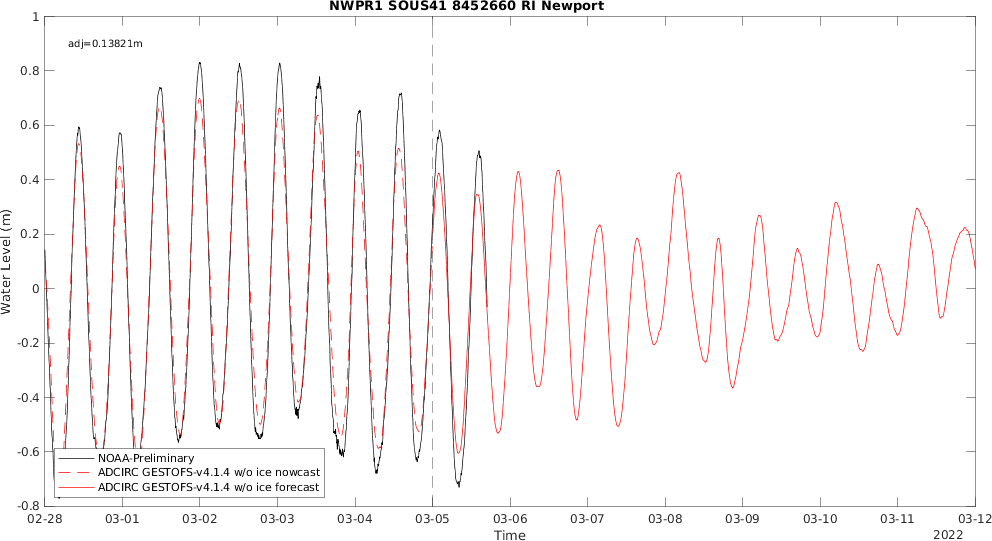 NWPR1 SOUS41 8452660 RI Newport
adj=0.13821m
Water Level (m)
1
0.8
0.6
0.4
0.2
0
-0.2
-0.4
-0.6
-0.8
NOAA-Preliminary
ADCIRC GESTOFS-v4.1.4 w/o ice nowcast
ADCIRC GESTOFS-v4.1.4 w/o ice forecast
02-28 03-01 03-02 03-03 03-04 03-05 03-06 03-07 03-08 03-09 03-10 03-11 03-12
Time
2022